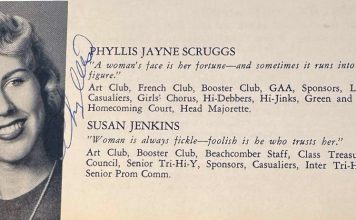 PHYLLIS JAYNE SCRUGGS
"A woman's face is her fortune—and sometimes it runs into
figure."
Art Club, French Club, Booster Club, GAA, Sponsors, L
Casualiers, Girls' Chorus, Hi-Debbers, Hi-Jinks, Green and
Homecoming Court, Head Majorette.
SUSAN JENKINS
"Woman is always fickle—foolish is he who trusts her."
Art Club, Booster Club, Beachcomber Staff, Class Treasu
Council, Senior Tri-Hi-Y, Sponsors, Casualiers, Inter Tri-H
Senior Prom Comm.